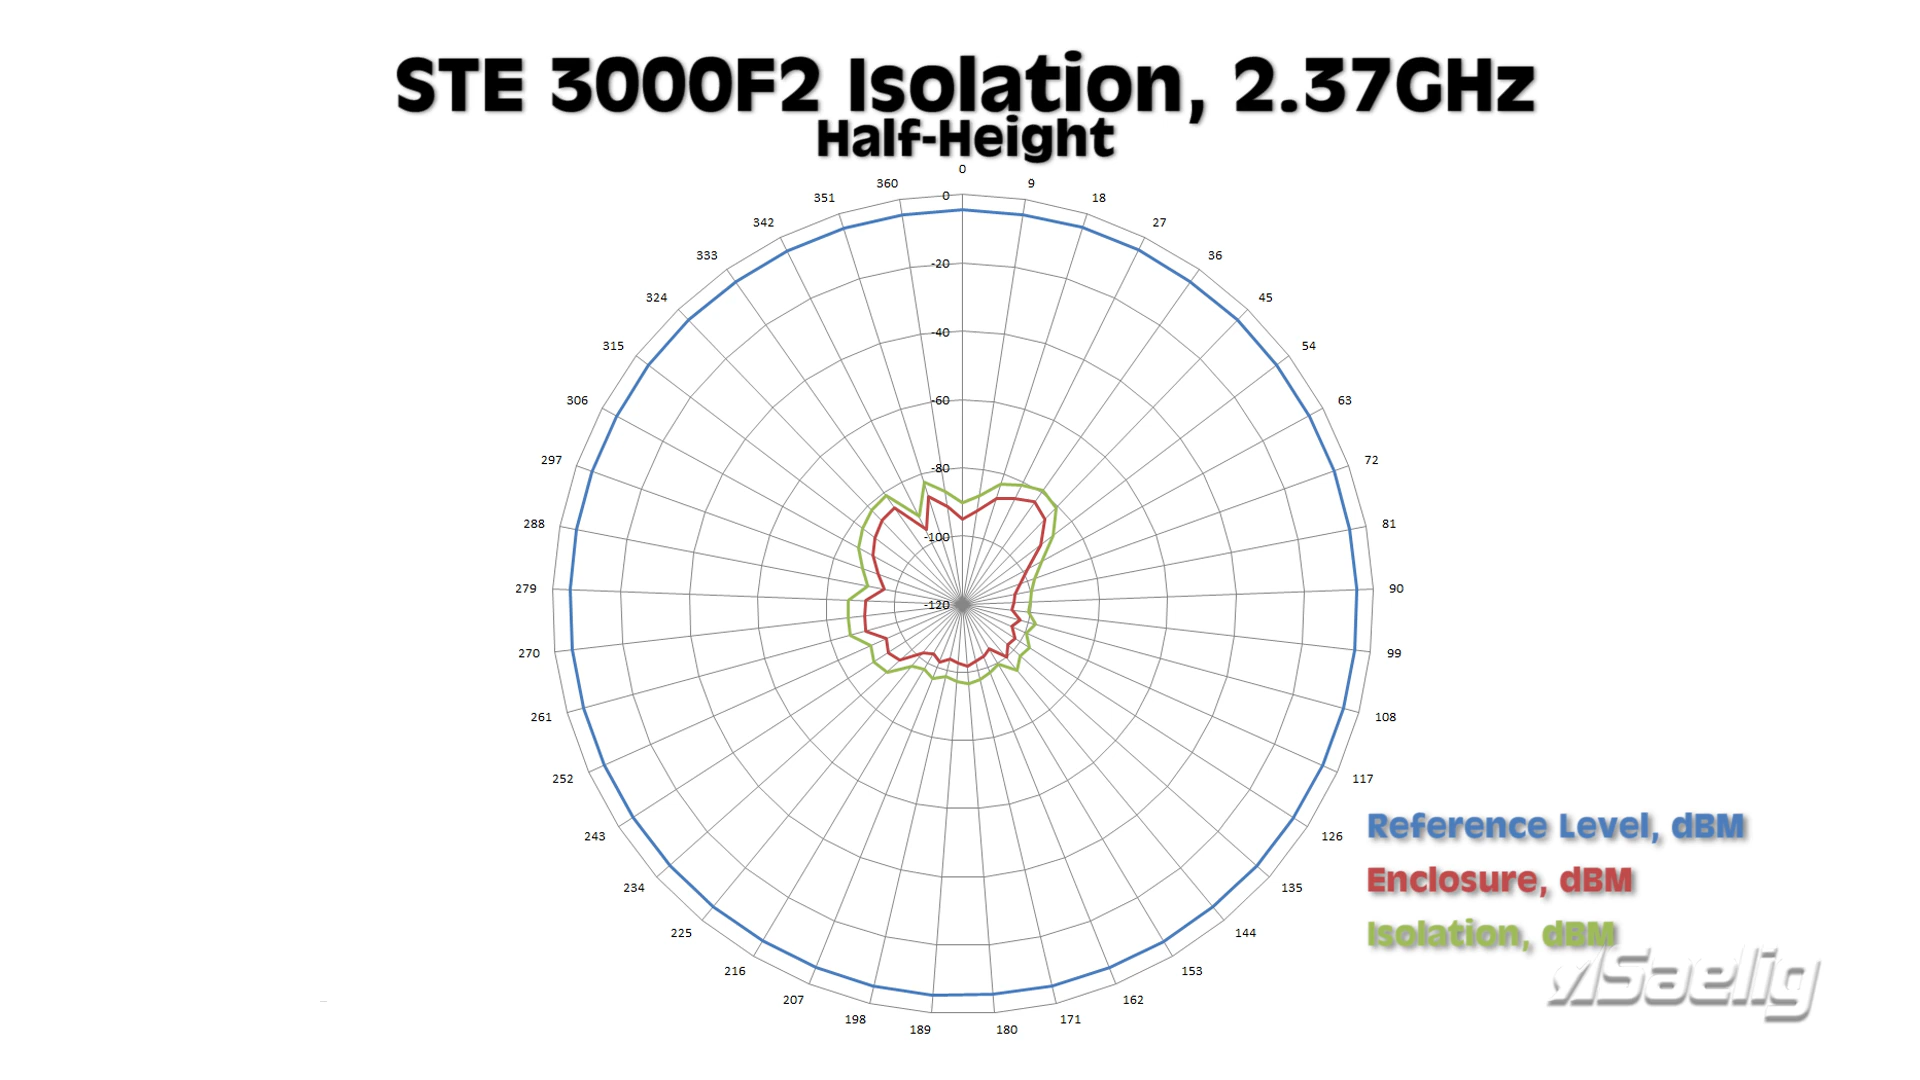 STE 3000F2 Isolation, 2.37GHz
Half-Height
0
360 9
351 0 18
342 27
333 36
-20
324 45
-40
315 54
-60
306 63
297 -80 72
288 81
-100
279 -120 90
270 99
261 108
252 117
243 126
234 135
225 144
216 153
207 162
198 171
189 180
Reference Level, dBM
Enclosure, dBM
Isolation, dBM
Saelig